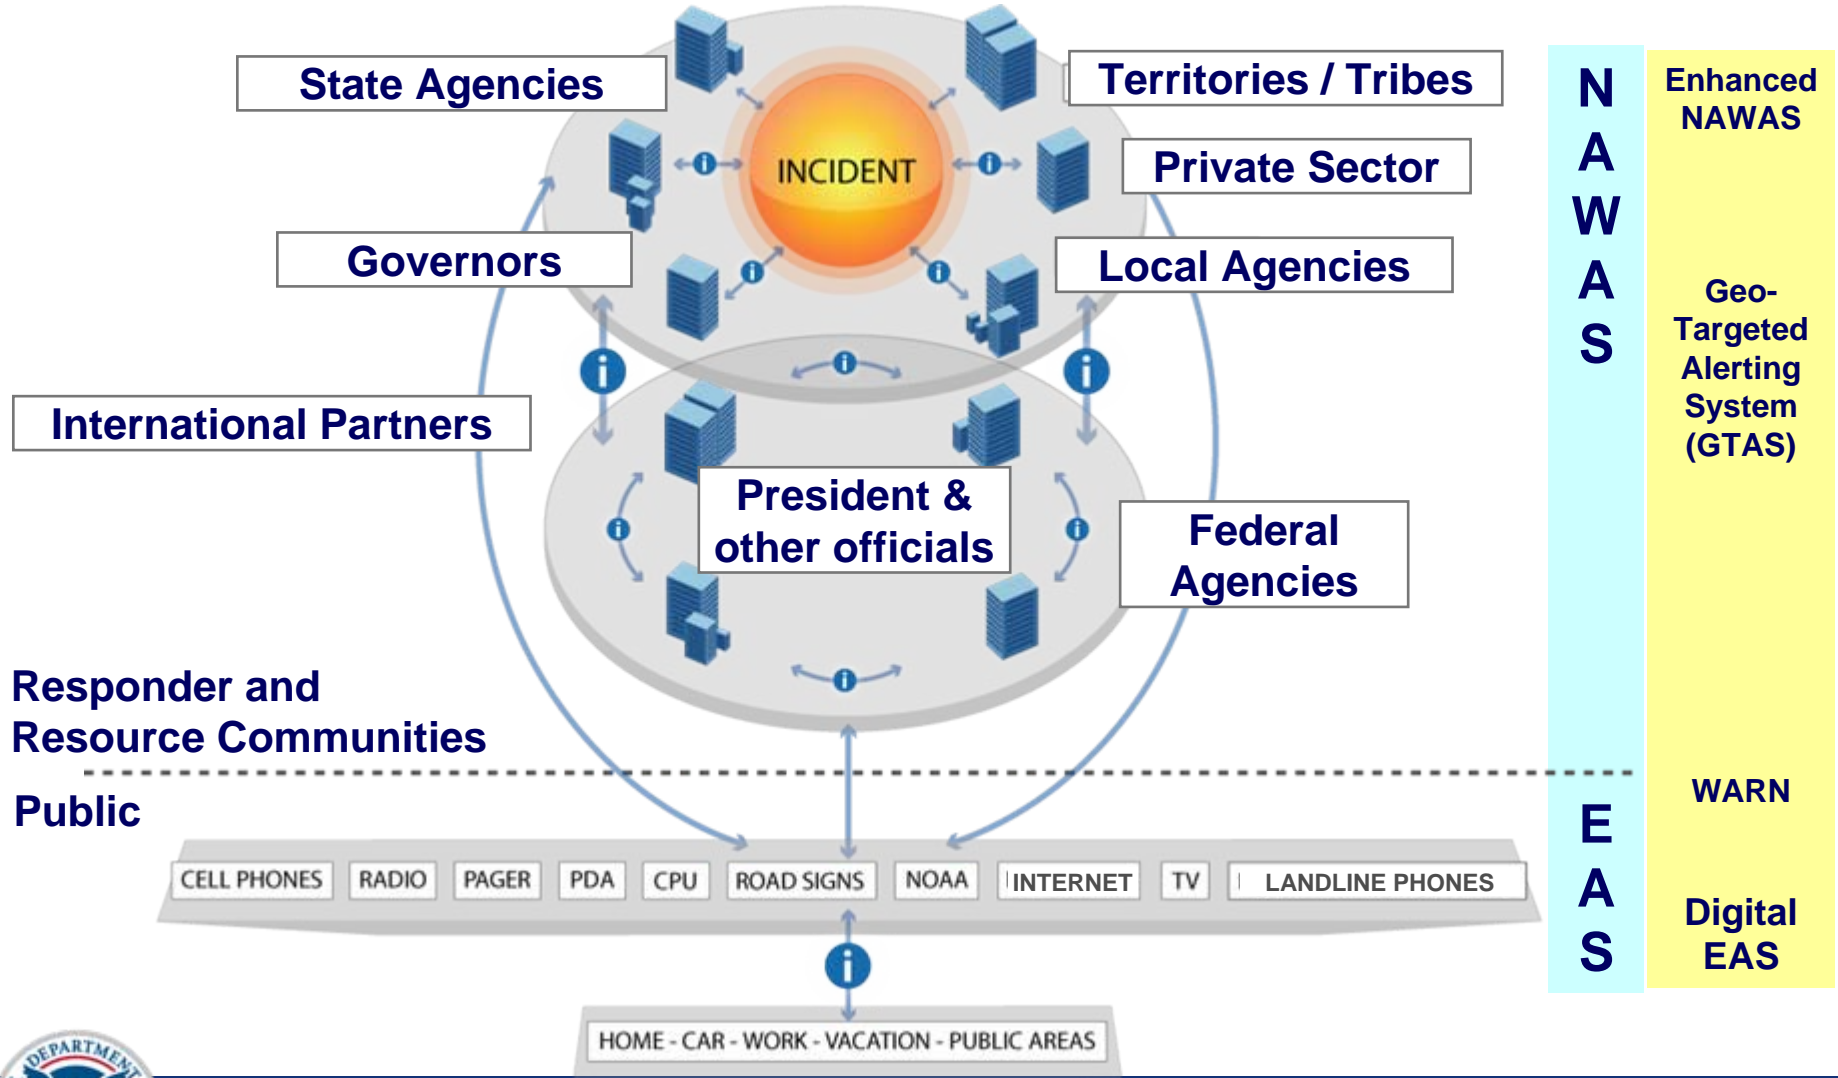 State Agencies
Territories / Tribes
INCIDENT
Private Sector
Governors
Local Agencies
i
i
i
i
i
i
i
International Partners
President &
other officials
i
i
Federal
Agencies
i
Responder and
Resource Communities
Public
CELL PHONES
RADIO
PAGER
PDA
CPU
ROAD SIGNS
NOAA
INTERNET
TV
LANDLINE PHONES
i
HOME - CAR - WORK - VACATION - PUBLIC AREAS
N
A
W
A
S
E
A
S
Enhanced
NAWAS
Geo-
Targeted
Alerting
System
(GTAS)
WARN
Digital
EAS
DEPARTMEN